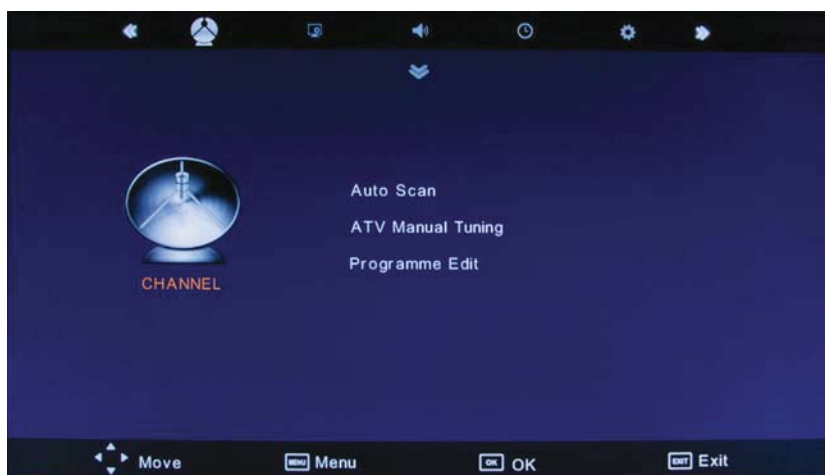 Auto Scan
ATV Manual Tuning
Programme Edit
CHANNEL
Move
MENU Menu
OK OK
EXIT Exit